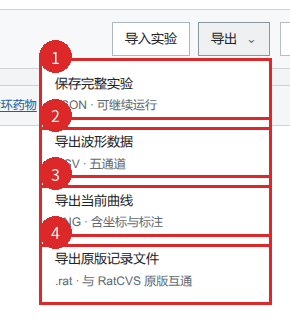 导入实验
导出
1
保存完整实验
环药物
SON · 可继续运行
2
导出波形数据
SV · 五通道
3
导出当前曲线
NG · 含坐标与标注
4
导出原版记录文件
.rat · 与 RatCVS 原版互通